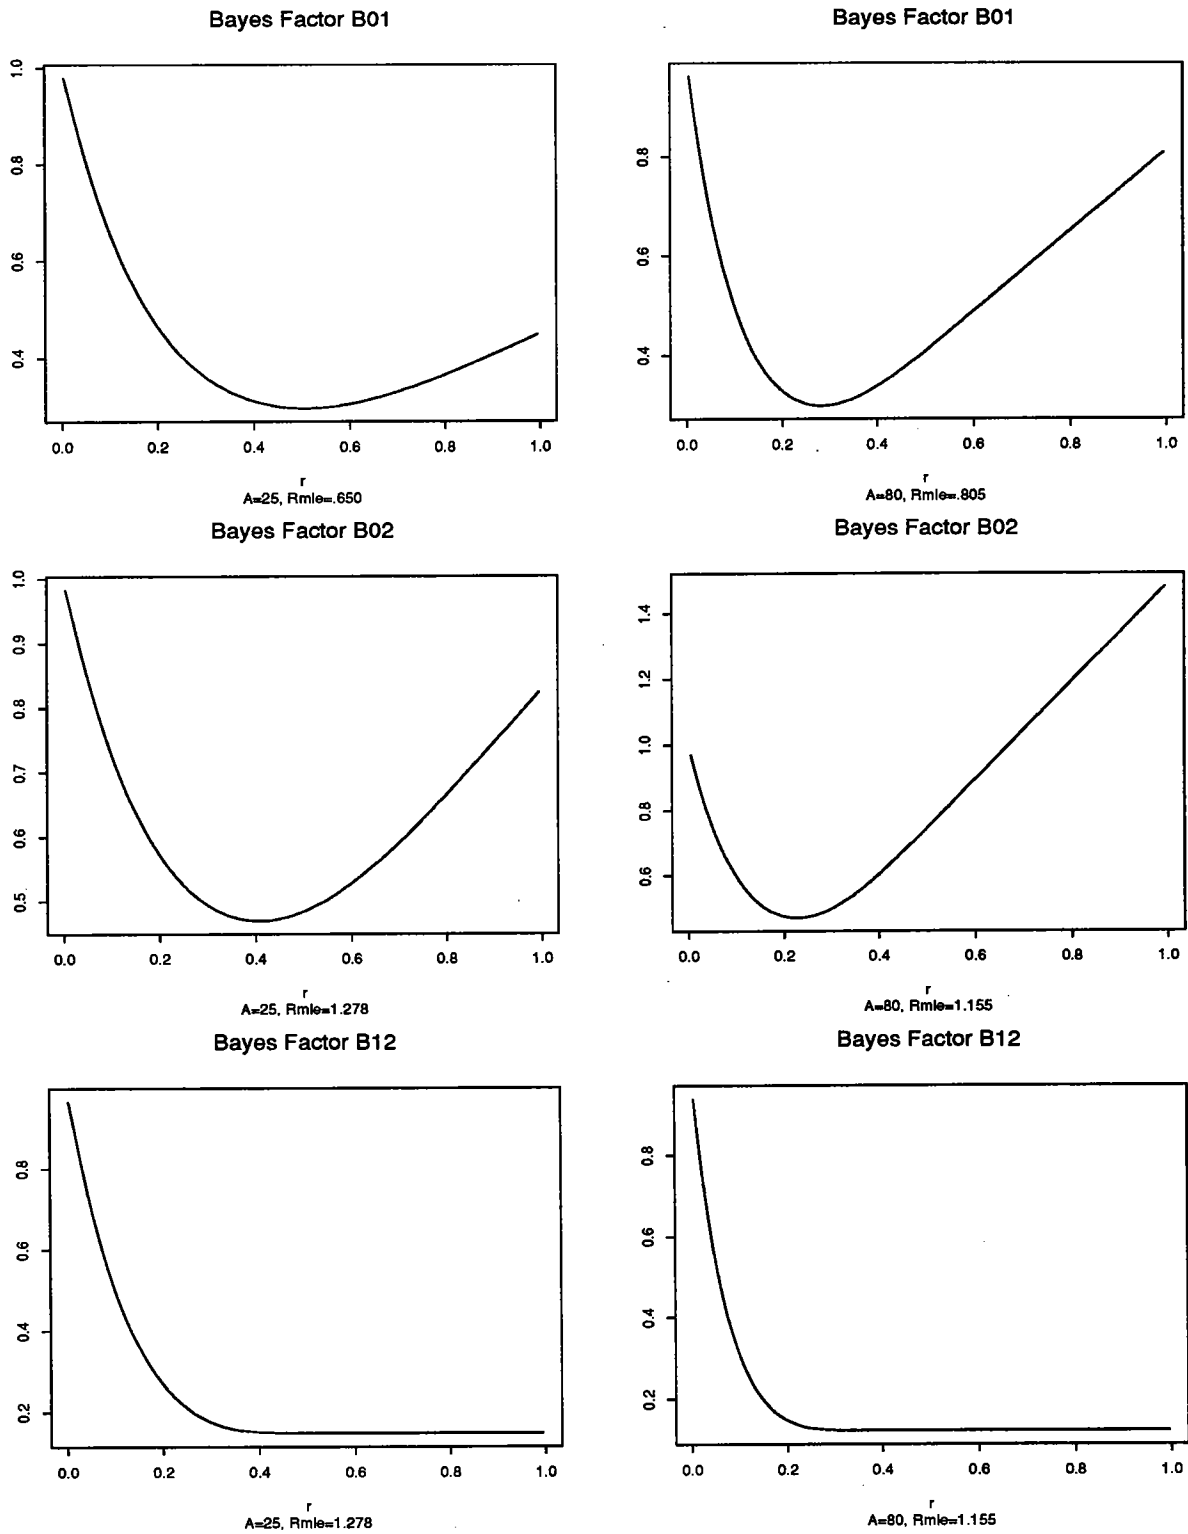 Bayes Factor B01
1.0
0.8
0.6
0.4
0.0 0.2 0.4 0.6 0.8 1.0
r
A=25, Rmle=.650
Bayes Factor B01
0.8
0.6
0.4
0.0 0.2 0.4 0.6 0.8 1.0
r
A=80, Rmle=.805
Bayes Factor B02
1.0
0.9
0.8
0.7
0.6
0.5
0.0 0.2 0.4 0.6 0.8 1.0
r
A=25, Rmle=1.278
Bayes Factor B02
1.4
1.2
1.0
0.8
0.6
0.0 0.2 0.4 0.6 0.8 1.0
r
A=80, Rmle=1.155
Bayes Factor B12
0.8
0.6
0.4
0.2
0.0 0.2 0.4 0.6 0.8 1.0
r
A=25, Rmle=1.278
Bayes Factor B12
0.8
0.6
0.4
0.2
0.0 0.2 0.4 0.6 0.8 1.0
r
A=80, Rmle=1.155